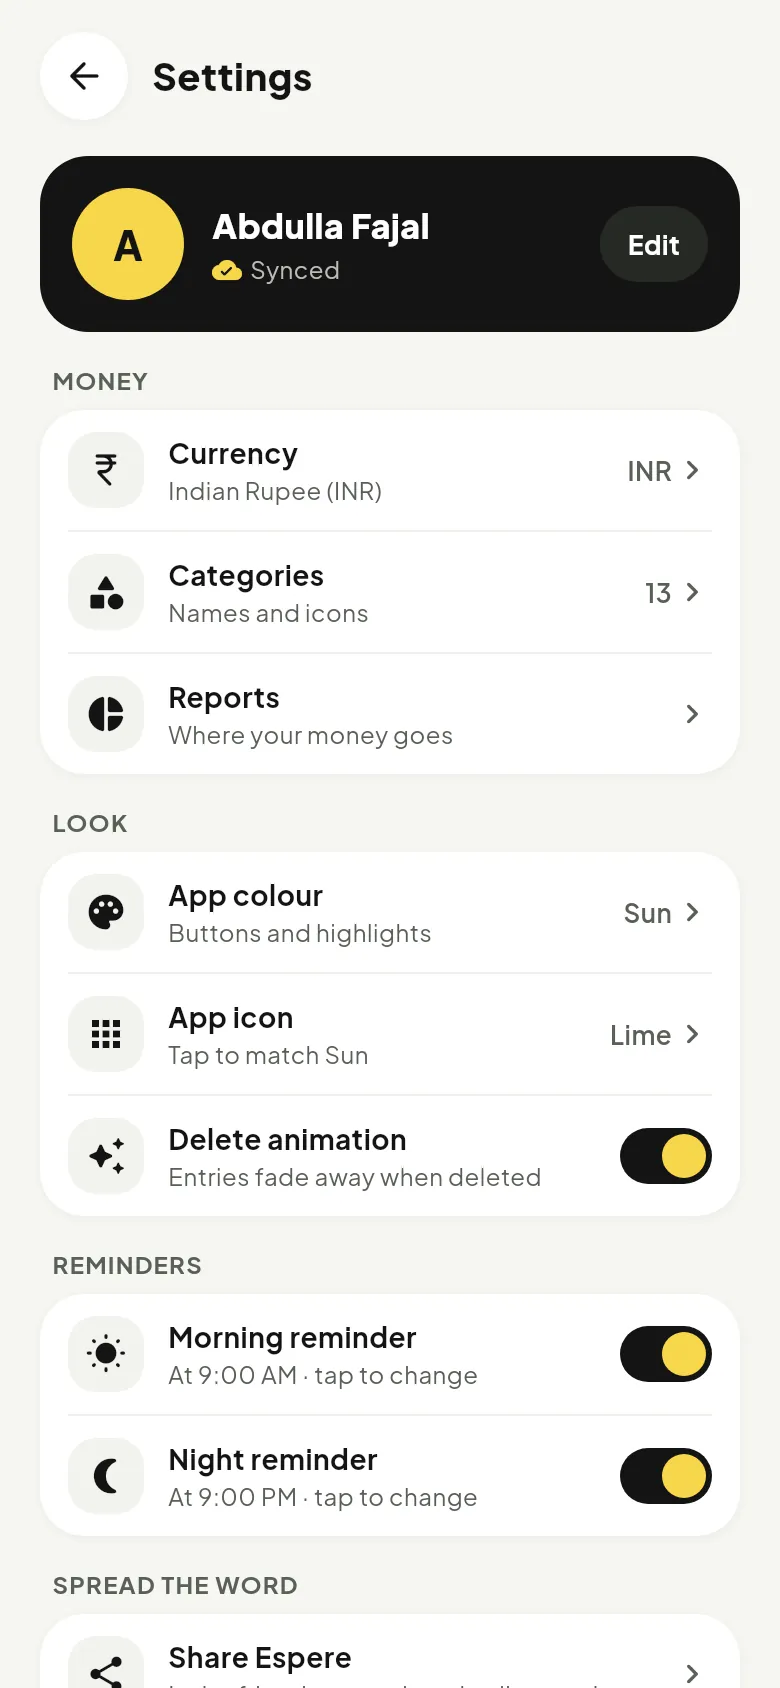 Settings
A
Abdulla Fajal
Synced
Edit
MONEY
Currency
Indian Rupee (INR)
INR
Categories
Names and icons
13
Reports
Where your money goes
LOOK
App colour
Buttons and highlights
Sun
App icon
Tap to match Sun
Lime
Delete animation
Entries fade away when deleted
REMINDERS
Morning reminder
At 9:00 AM · tap to change
Night reminder
At 9:00 PM · tap to change
SPREAD THE WORD
Share Espere